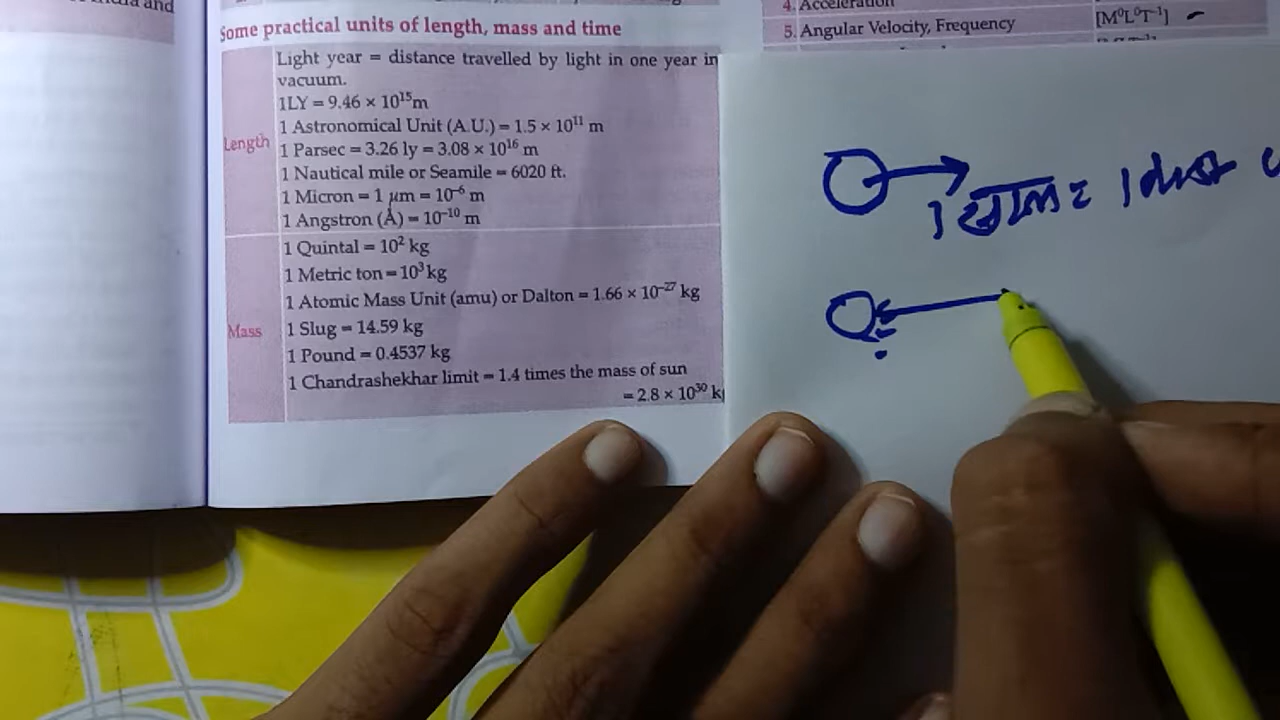 and
Some practical units of length, mass and time
Length
Light year = distance travelled by light in one year in
vacuum.
1LY = 9.46 × 10¹⁵m
1 Astronomical Unit (A.U.) = 1.5 × 10¹¹ m
1 Parsec = 3.26 ly = 3.08 × 10¹⁶ m
1 Nautical mile or Seamile = 6020 ft.
1 Micron = 1 μm = 10⁻⁶ m
1 Angstron (Å) = 10⁻¹⁰ m
Mass
1 Quintal = 10² kg
1 Metric ton = 10³ kg
1 Atomic Mass Unit (amu) or Dalton = 1.66 × 10⁻²⁷ kg
1 Slug = 14.59 kg
1 Pound = 0.4537 kg
1 Chandrashekhar limit = 1.4 times the mass of sun
= 2.8 × 10³⁰ k
4. Acceleration
5. Angular Velocity, Frequency [M⁰L⁰T⁻¹]